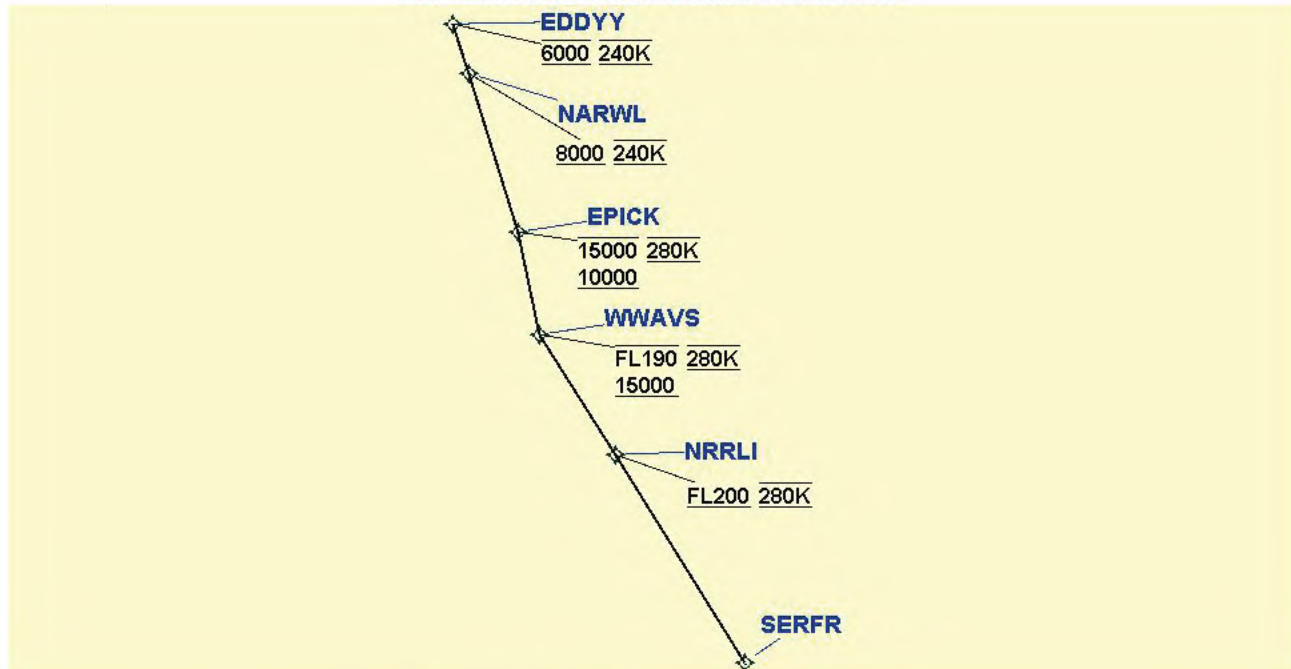 EDDYY
6000 240K
NARWL
8000 240K
EPICK
15000 280K
10000
WWAVS
FL190 280K
15000
NRRLI
FL200 280K
SERFR